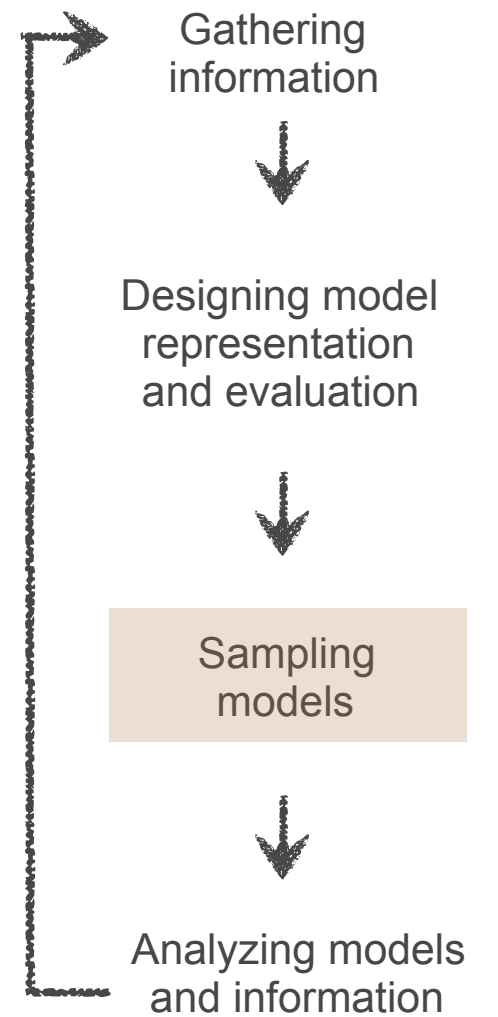 Gathering
information
Designing model
representation
and evaluation
Sampling
models
Analyzing models
and information